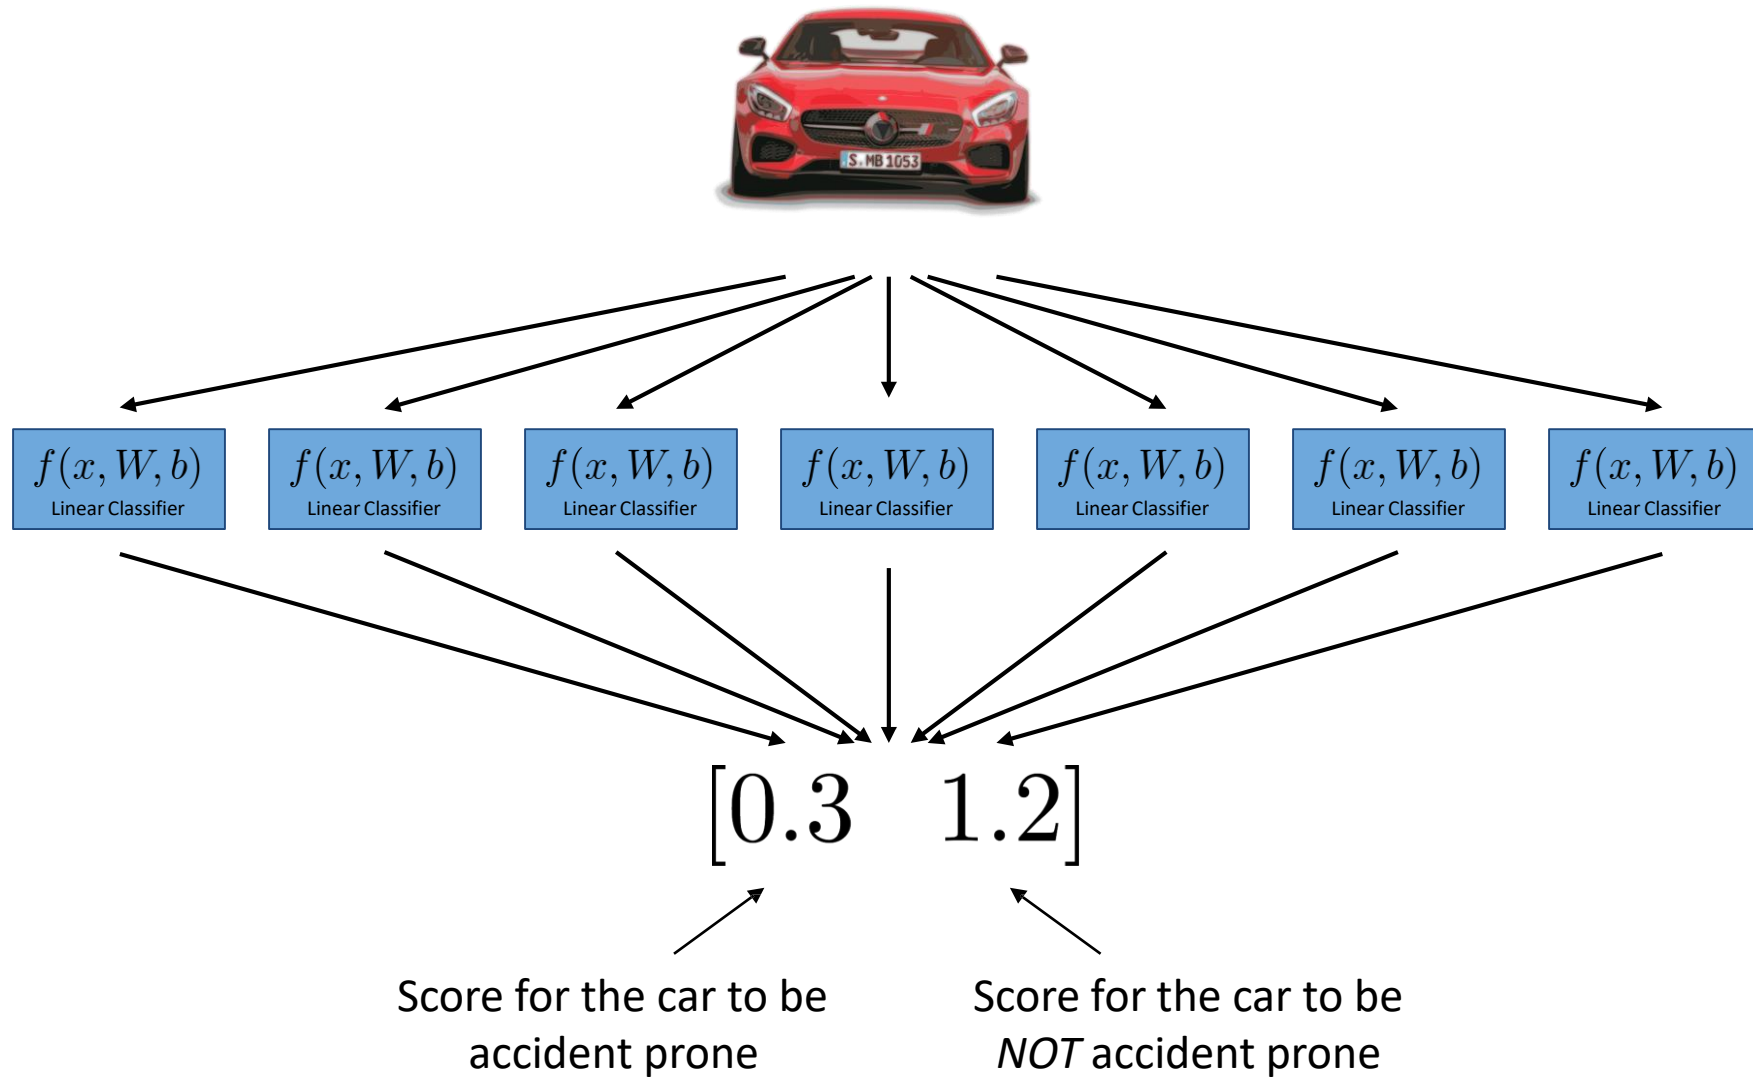 S. MB 1053
f(x, W, b) f(x, W, b) f(x, W, b) f(x, W, b) f(x, W, b) f(x, W, b) f(x, W, b)
Linear Classifier Linear Classifier Linear Classifier Linear Classifier Linear Classifier Linear Classifier Linear Classifier
[0.3 1.2]
Score for the car to be Score for the car to be
accident prone NOT accident prone